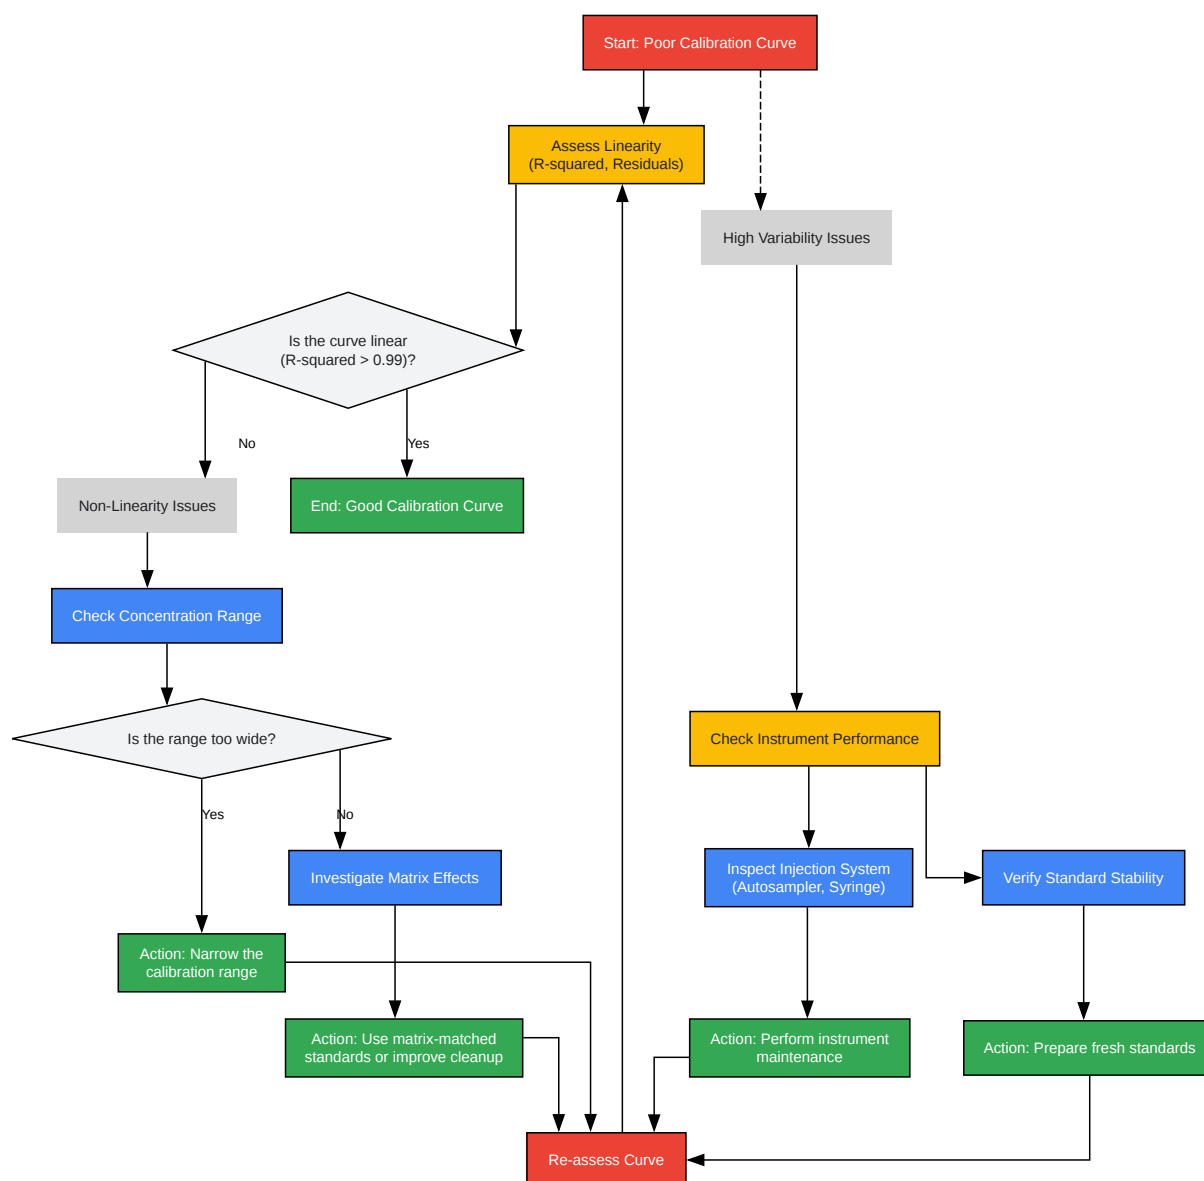 Start: Poor Calibration Curve
Assess Linearity
(R-squared, Residuals)
High Variability Issues
Is the curve linear
(R-squared > 0.99)?
No
Yes
Non-Linearity Issues
End: Good Calibration Curve
Check Concentration Range
Is the range too wide?
Check Instrument Performance
Yes
No
Investigate Matrix Effects
Inspect Injection System
(Autosampler, Syringe)
Verify Standard Stability
Action: Narrow the
calibration range
Action: Use matrix-matched
standards or improve cleanup
Action: Perform instrument
maintenance
Action: Prepare fresh standards
Re-assess Curve